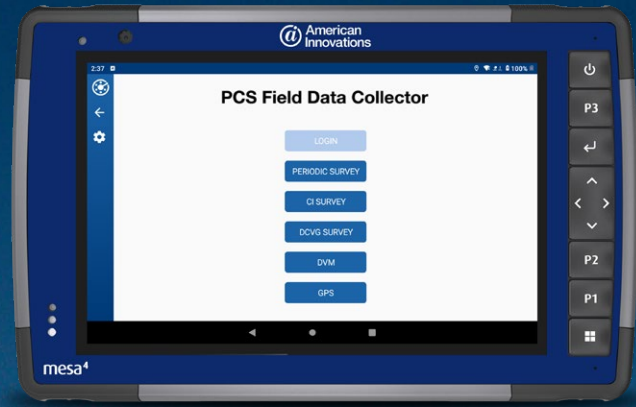 American
Innovations
2:37
100%
PCS Field Data Collector
LOGIN
PERIODIC SURVEY
CI SURVEY
DCVG SURVEY
DVM
GPS
P3
P2
P1
mesa4